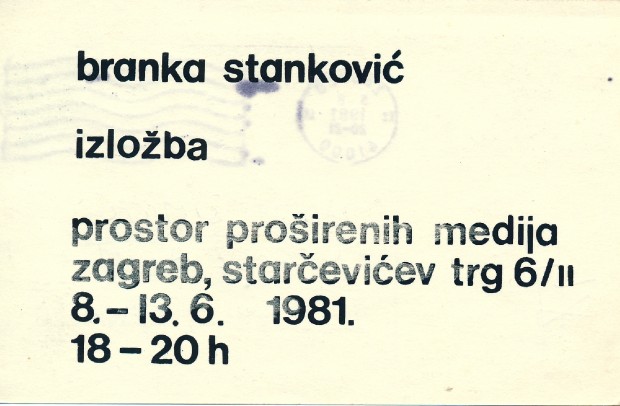 branka stanković
izložba
prostor proširenih medija
zagreb, starčevićev trg 6/II
8.–13. 6. 1981.
18–20 h